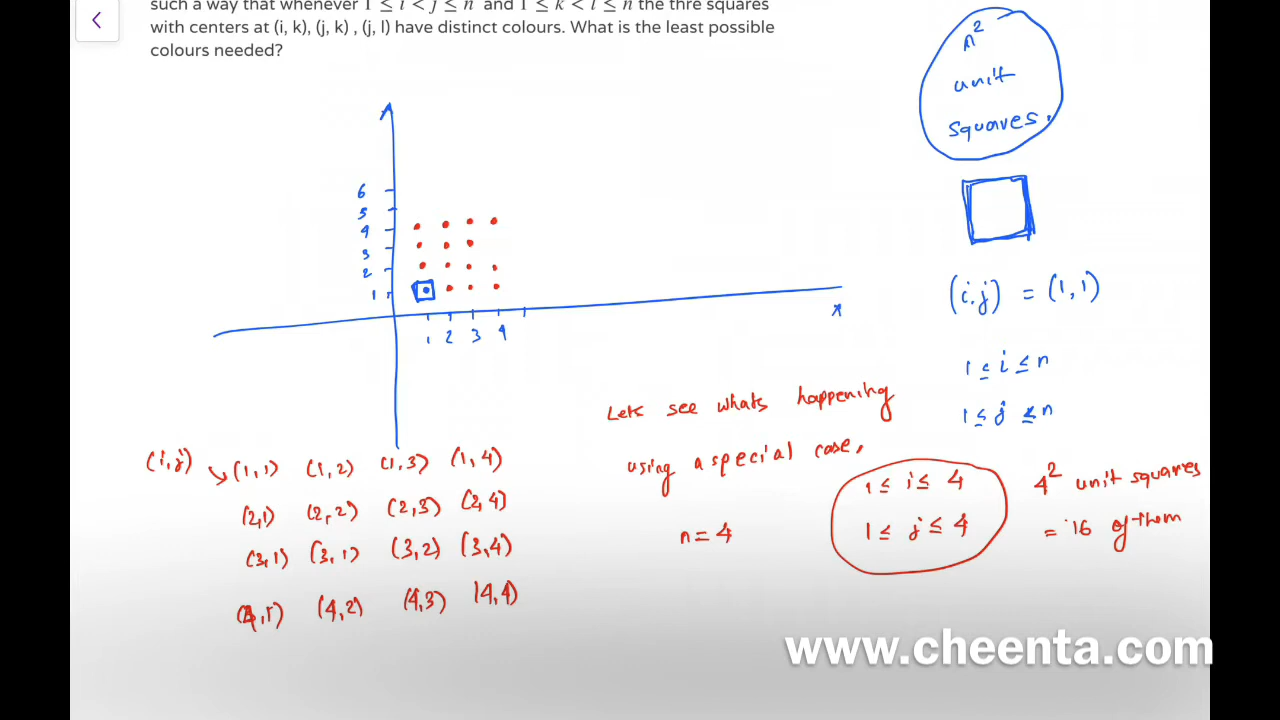 such a way that whenever 1 ≤ i < j ≤ n and 1 ≤ k < l ≤ n the thre squares
with centers at (i, k), (j, k) , (j, l) have distinct colours. What is the least possible
colours needed?
n²
unit
squares.
6
5
4
3
2
1
1 2 3 4
x
(i,j) = (1,1)
1 ≤ i ≤ n
1 ≤ j ≤ n
Lets see whats happening
using a special case,
n = 4
1 ≤ i ≤ 4
1 ≤ j ≤ 4
4² unit squares
= 16 of them
(i,j)
(1,1) (1,2) (1,3) (1,4)
(2,1) (2,2) (2,3) (2,4)
(3,1) (3,1) (3,2) (3,4)
(4,1) (4,2) (4,3) (4,4)
www.cheenta.com